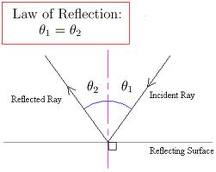 Law of Reflection:
θ₁ = θ₂
θ₂ θ₁
Reflected Ray
Incident Ray
Reflecting Surface